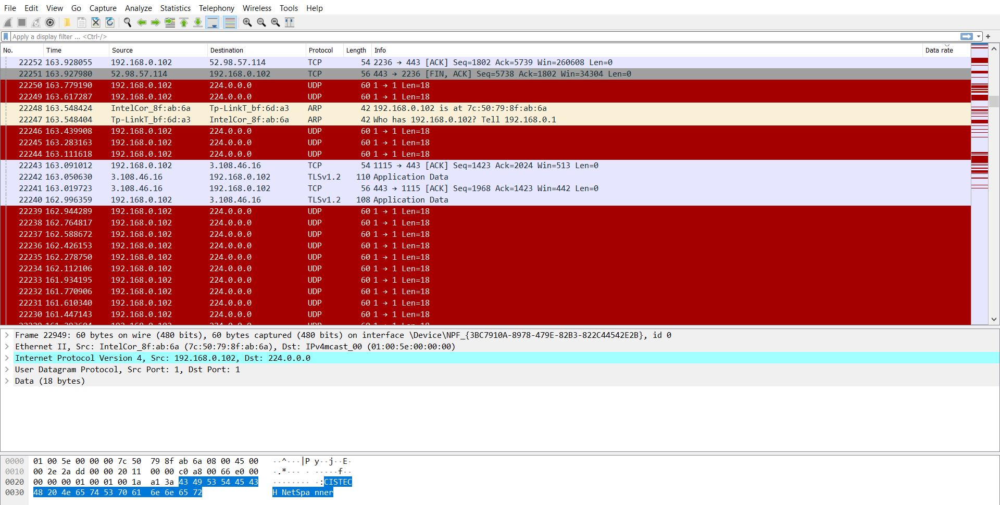 File Edit View Go Capture Analyze Statistics Telephony Wireless Tools Help
Apply a display filter ... <Ctrl-/>
No. Time Source Destination Protocol Length Info Data rate
22252 163.928055 192.168.0.102 52.98.57.114 TCP 54 2236 → 443 [ACK] Seq=1802 Ack=5739 Win=260608 Len=0
22251 163.927980 52.98.57.114 192.168.0.102 TCP 56 443 → 2236 [FIN, ACK] Seq=5738 Ack=1802 Win=34304 Len=0
22250 163.779190 192.168.0.102 224.0.0.0 UDP 60 1 → 1 Len=18
22249 163.617287 192.168.0.102 224.0.0.0 UDP 60 1 → 1 Len=18
22248 163.548424 IntelCor_8f:ab:6a Tp-LinkT_bf:6d:a3 ARP 42 192.168.0.102 is at 7c:50:79:8f:ab:6a
22247 163.548404 Tp-LinkT_bf:6d:a3 IntelCor_8f:ab:6a ARP 42 Who has 192.168.0.102? Tell 192.168.0.1
22246 163.439908 192.168.0.102 224.0.0.0 UDP 60 1 → 1 Len=18
22245 163.283163 192.168.0.102 224.0.0.0 UDP 60 1 → 1 Len=18
22244 163.111618 192.168.0.102 224.0.0.0 UDP 60 1 → 1 Len=18
22243 163.091012 192.168.0.102 3.108.46.16 TCP 54 1115 → 443 [ACK] Seq=1423 Ack=2024 Win=513 Len=0
22242 163.050630 3.108.46.16 192.168.0.102 TLSv1.2 110 Application Data
22241 163.019723 3.108.46.16 192.168.0.102 TCP 56 443 → 1115 [ACK] Seq=1968 Ack=1423 Win=442 Len=0
22240 162.996359 192.168.0.102 3.108.46.16 TLSv1.2 108 Application Data
22239 162.944289 192.168.0.102 224.0.0.0 UDP 60 1 → 1 Len=18
22238 162.764817 192.168.0.102 224.0.0.0 UDP 60 1 → 1 Len=18
22237 162.588672 192.168.0.102 224.0.0.0 UDP 60 1 → 1 Len=18
22236 162.426153 192.168.0.102 224.0.0.0 UDP 60 1 → 1 Len=18
22235 162.278750 192.168.0.102 224.0.0.0 UDP 60 1 → 1 Len=18
22234 162.112106 192.168.0.102 224.0.0.0 UDP 60 1 → 1 Len=18
22233 161.934195 192.168.0.102 224.0.0.0 UDP 60 1 → 1 Len=18
22232 161.770906 192.168.0.102 224.0.0.0 UDP 60 1 → 1 Len=18
22231 161.610340 192.168.0.102 224.0.0.0 UDP 60 1 → 1 Len=18
22230 161.447143 192.168.0.102 224.0.0.0 UDP 60 1 → 1 Len=18
Frame 22949: 60 bytes on wire (480 bits), 60 bytes captured (480 bits) on interface \Device\NPF_{3BC7910A-8978-479E-82B3-822C44542E2B}, id 0
Ethernet II, Src: IntelCor_8f:ab:6a (7c:50:79:8f:ab:6a), Dst: IPv4mcast_00 (01:00:5e:00:00:00)
Internet Protocol Version 4, Src: 192.168.0.102, Dst: 224.0.0.0
User Datagram Protocol, Src Port: 1, Dst Port: 1
Data (18 bytes)
0000 01 00 5e 00 00 00 7c 50 79 8f ab 6a 08 00 45 00 ··^···|P y··j··E·
0010 00 2e 2a dd 00 00 20 11 00 00 c0 a8 00 66 e0 00 ·.*··· · ·····f··
0020 00 00 00 01 00 01 00 1a a1 3a 43 49 53 54 45 43 ········ ·:CISTEC
0030 48 20 4e 65 74 53 70 61 6e 6e 65 72 H NetSpa nner